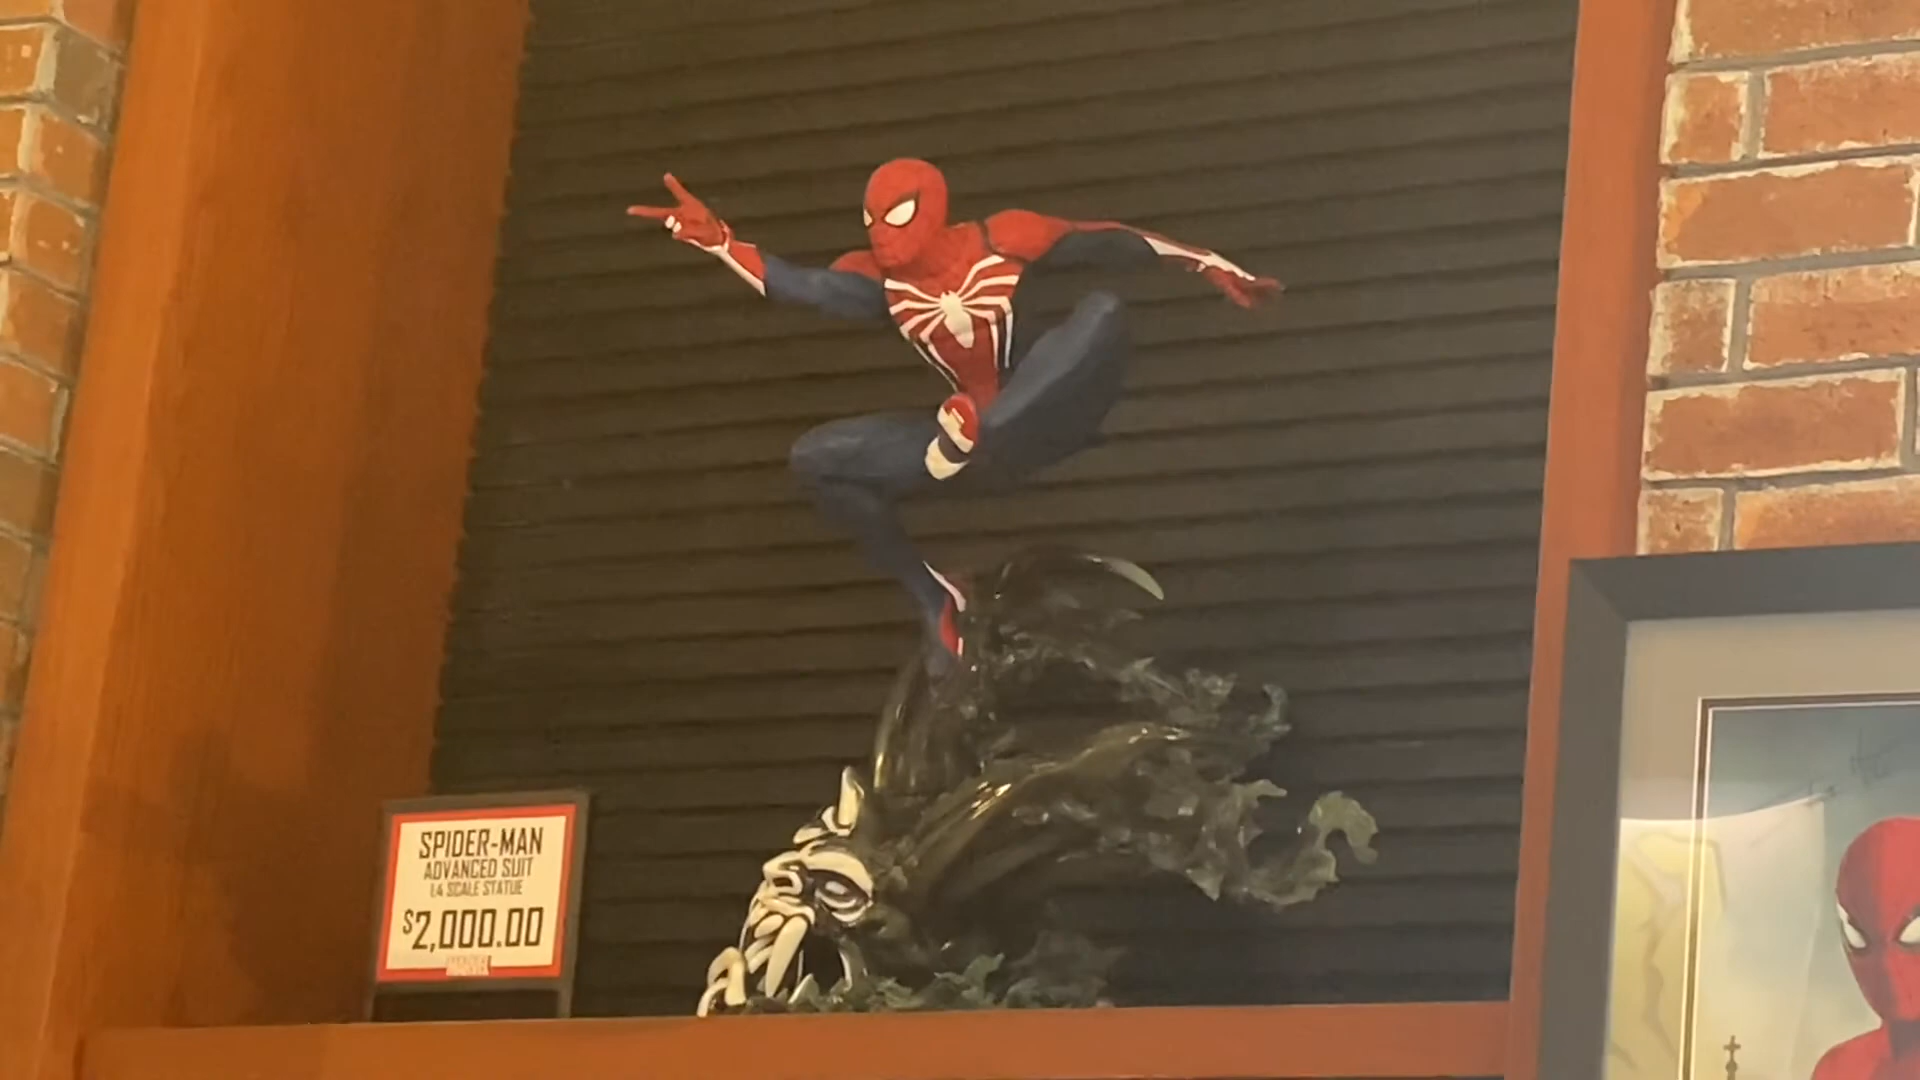 SPIDER-MAN
ADVANCED SUIT
1:4 SCALE STATUE
$2,000.00